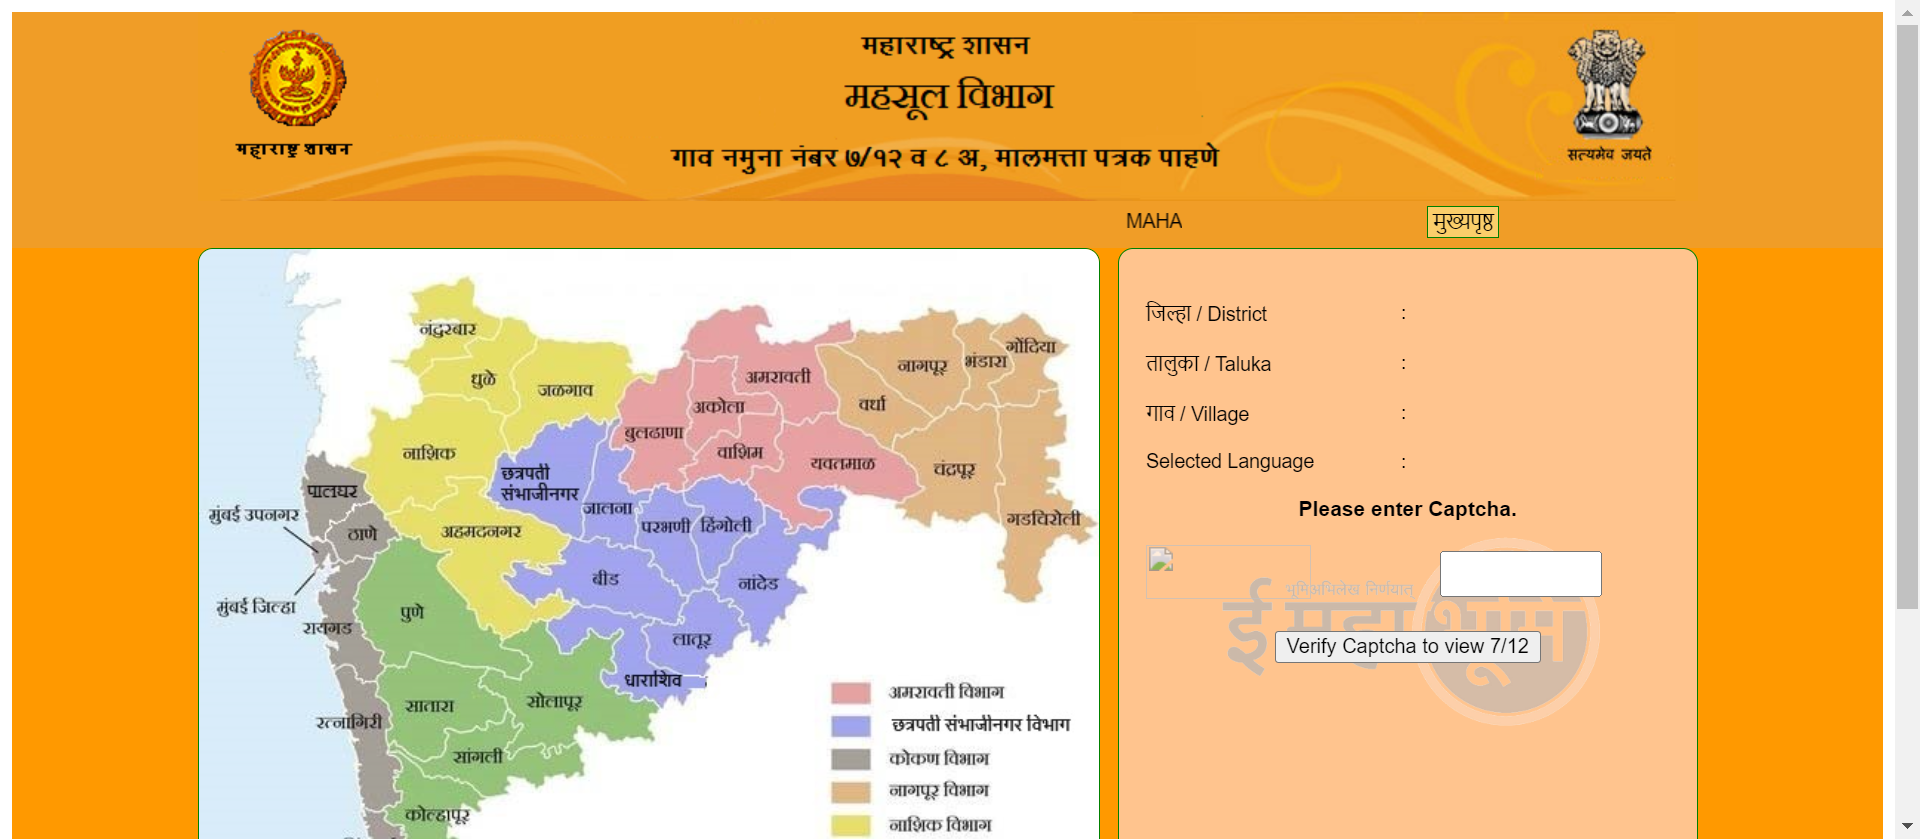 महाराष्ट्र शासन
महसूल विभाग
गाव नमुना नंबर ७/१२ व ८ अ, मालमत्ता पत्रक पाहणे
महाराष्ट्र शासन
सत्यमेव जयते
MAHA
मुख्यपृष्ठ
नंदुरबार
धुळे
जळगाव
नाशिक
अहमदनगर
बुलढाणा
अकोला
अमरावती
वाशिम
यवतमाळ
वर्धा
नागपूर
भंडारा
गोंदिया
चंद्रपूर
गडचिरोली
छत्रपती
संभाजीनगर
जालना
परभणी
हिंगोली
बीड
नांदेड
लातूर
धाराशिव
पालघर
मुंबई उपनगर
ठाणे
मुंबई जिल्हा
रायगड
रत्नागिरी
पुणे
सातारा
सोलापूर
सांगली
कोल्हापूर
अमरावती विभाग
छत्रपती संभाजीनगर विभाग
कोकण विभाग
नागपूर विभाग
नाशिक विभाग
जिल्हा / District :
तालुका / Taluka :
गाव / Village :
Selected Language :
Please enter Captcha.
भूमिअभिलेख निर्णयात
ई महा भूमि
Verify Captcha to view 7/12